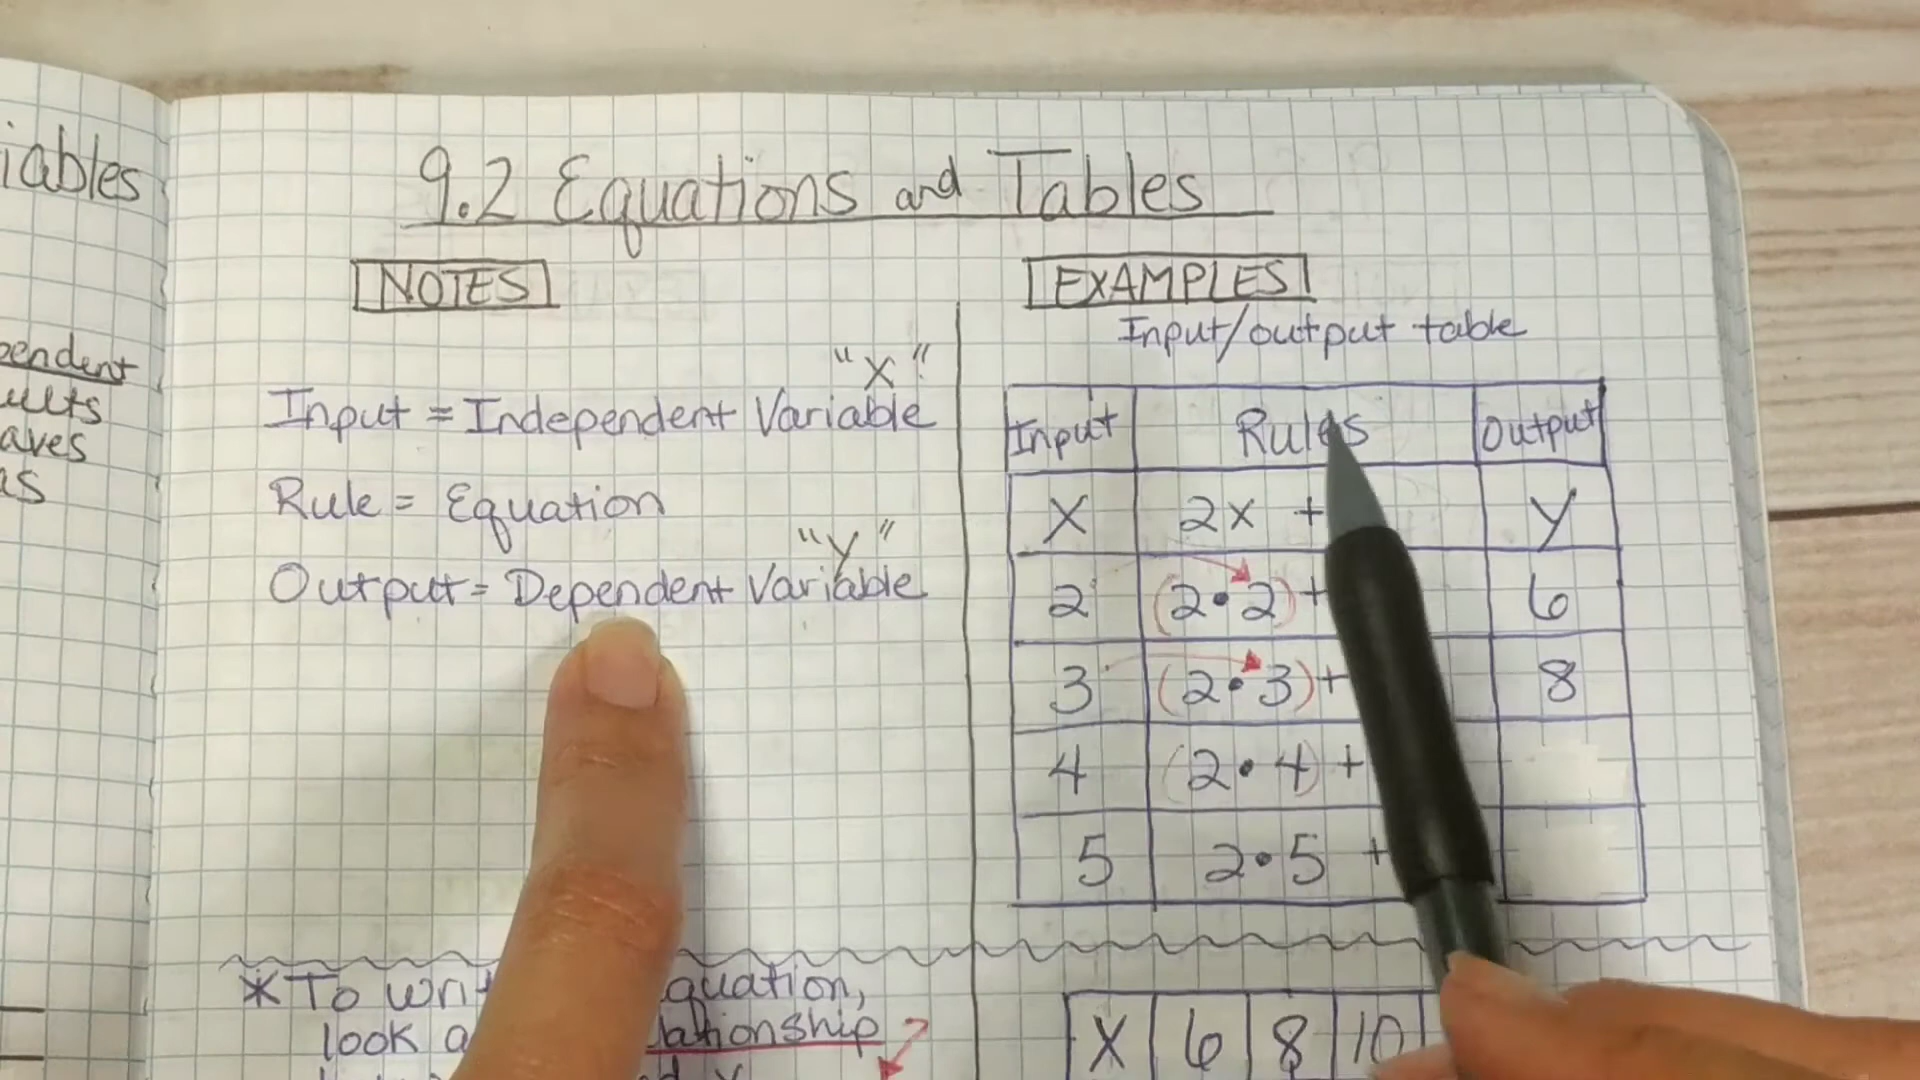 iables
pendent
ults
aves
as
9.2 Equations and Tables
NOTES
"x"
Input = Independent Variable
Rule = Equation
"y"
Output = Dependent Variable
* To quation,
look ationship
y
EXAMPLES
Input/output table
Input Rules Output
X 2x + y
2 (2•2)+ 6
3 (2•3)+ 8
4 (2•4)+
5 2•5 +
X 6 8 10